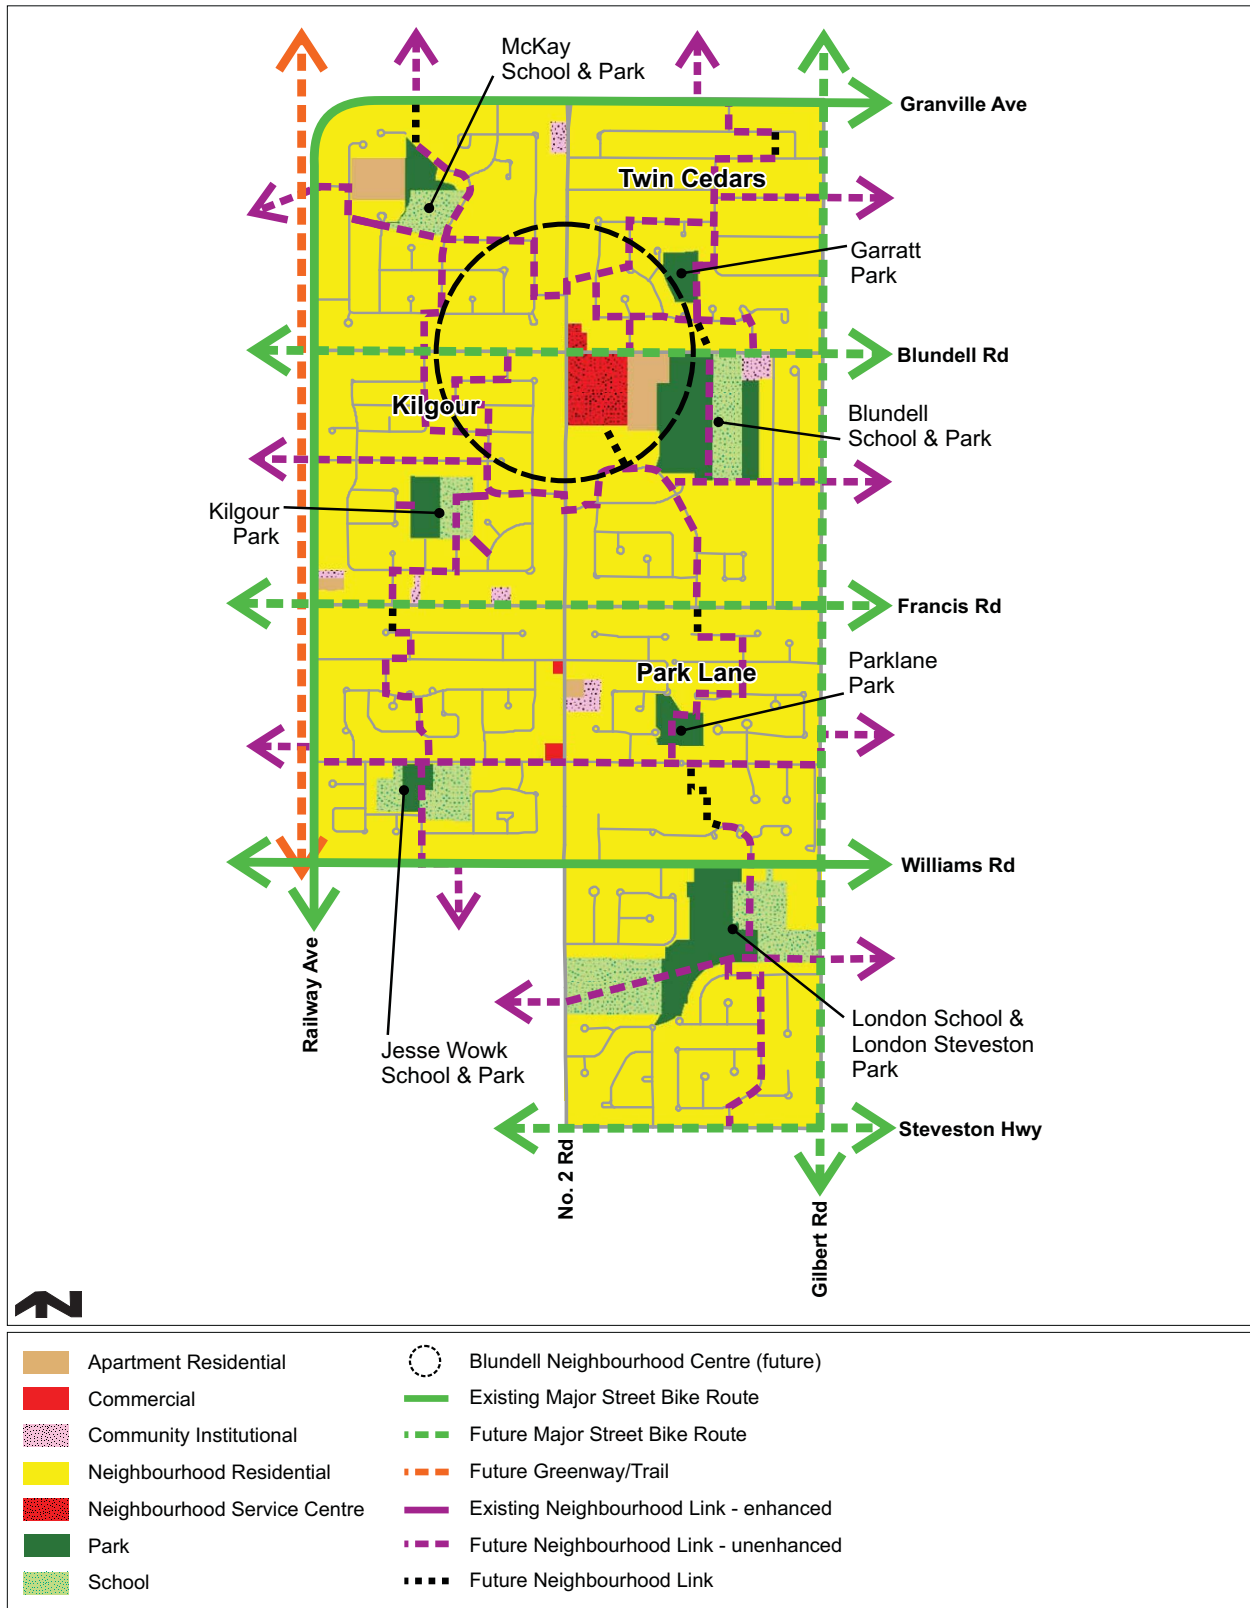 McKay
School & Park
Granville Ave
Twin Cedars
Garratt
Park
Blundell Rd
Kilgour
Blundell
School & Park
Kilgour
Park
Francis Rd
Park Lane
Parklane
Park
Williams Rd
Railway Ave
Jesse Wowk
School & Park
London School &
London Steveston
Park
No. 2 Rd
Steveston Hwy
Gilbert Rd
N
Apartment Residential
Commercial
Community Institutional
Neighbourhood Residential
Neighbourhood Service Centre
Park
School
Blundell Neighbourhood Centre (future)
Existing Major Street Bike Route
Future Major Street Bike Route
Future Greenway/Trail
Existing Neighbourhood Link - enhanced
Future Neighbourhood Link - unenhanced
Future Neighbourhood Link